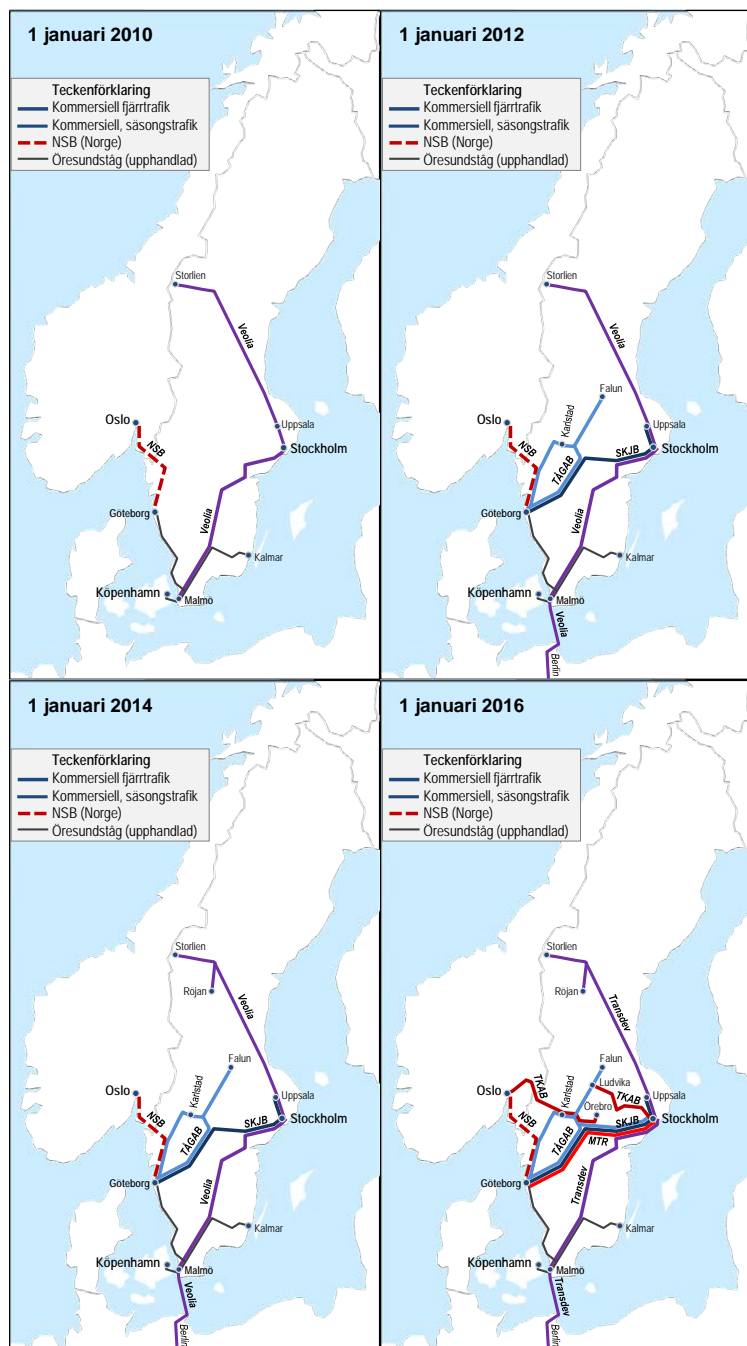 1 januari 2010
Teckenförklaring
Kommersiell fjärrtrafik
Kommersiell, säsongstrafik
NSB (Norge)
Öresundståg (upphandlad)
Storlien
Veolia
Oslo
Uppsala
NSB
Stockholm
Göteborg
Veolia
Kalmar
Köpenhamn
Malmö
1 januari 2012
Teckenförklaring
Kommersiell fjärrtrafik
Kommersiell, säsongstrafik
NSB (Norge)
Öresundståg (upphandlad)
Storlien
Veolia
Falun
Oslo
Karlstad
Uppsala
NSB
TÅGAB
SKJB
Stockholm
Göteborg
Veolia
Kalmar
Köpenhamn
Malmö
Veolia
Berlin
1 januari 2014
Teckenförklaring
Kommersiell fjärrtrafik
Kommersiell, säsongstrafik
NSB (Norge)
Öresundståg (upphandlad)
Storlien
Röjan
Veolia
Falun
Oslo
Karlstad
Uppsala
NSB
TÅGAB
SKJB
Stockholm
Göteborg
Veolia
Kalmar
Köpenhamn
Malmö
Veolia
Berlin
1 januari 2016
Teckenförklaring
Kommersiell fjärrtrafik
Kommersiell, säsongstrafik
NSB (Norge)
Öresundståg (upphandlad)
Storlien
Röjan
Transdev
Falun
Ludvika
Oslo
TKAB
Karlstad
Örebro
TKAB
Uppsala
NSB
TÅGAB
SKJB
Stockholm
MTR
Göteborg
Transdev
Kalmar
Köpenhamn
Malmö
Transdev
Berlin